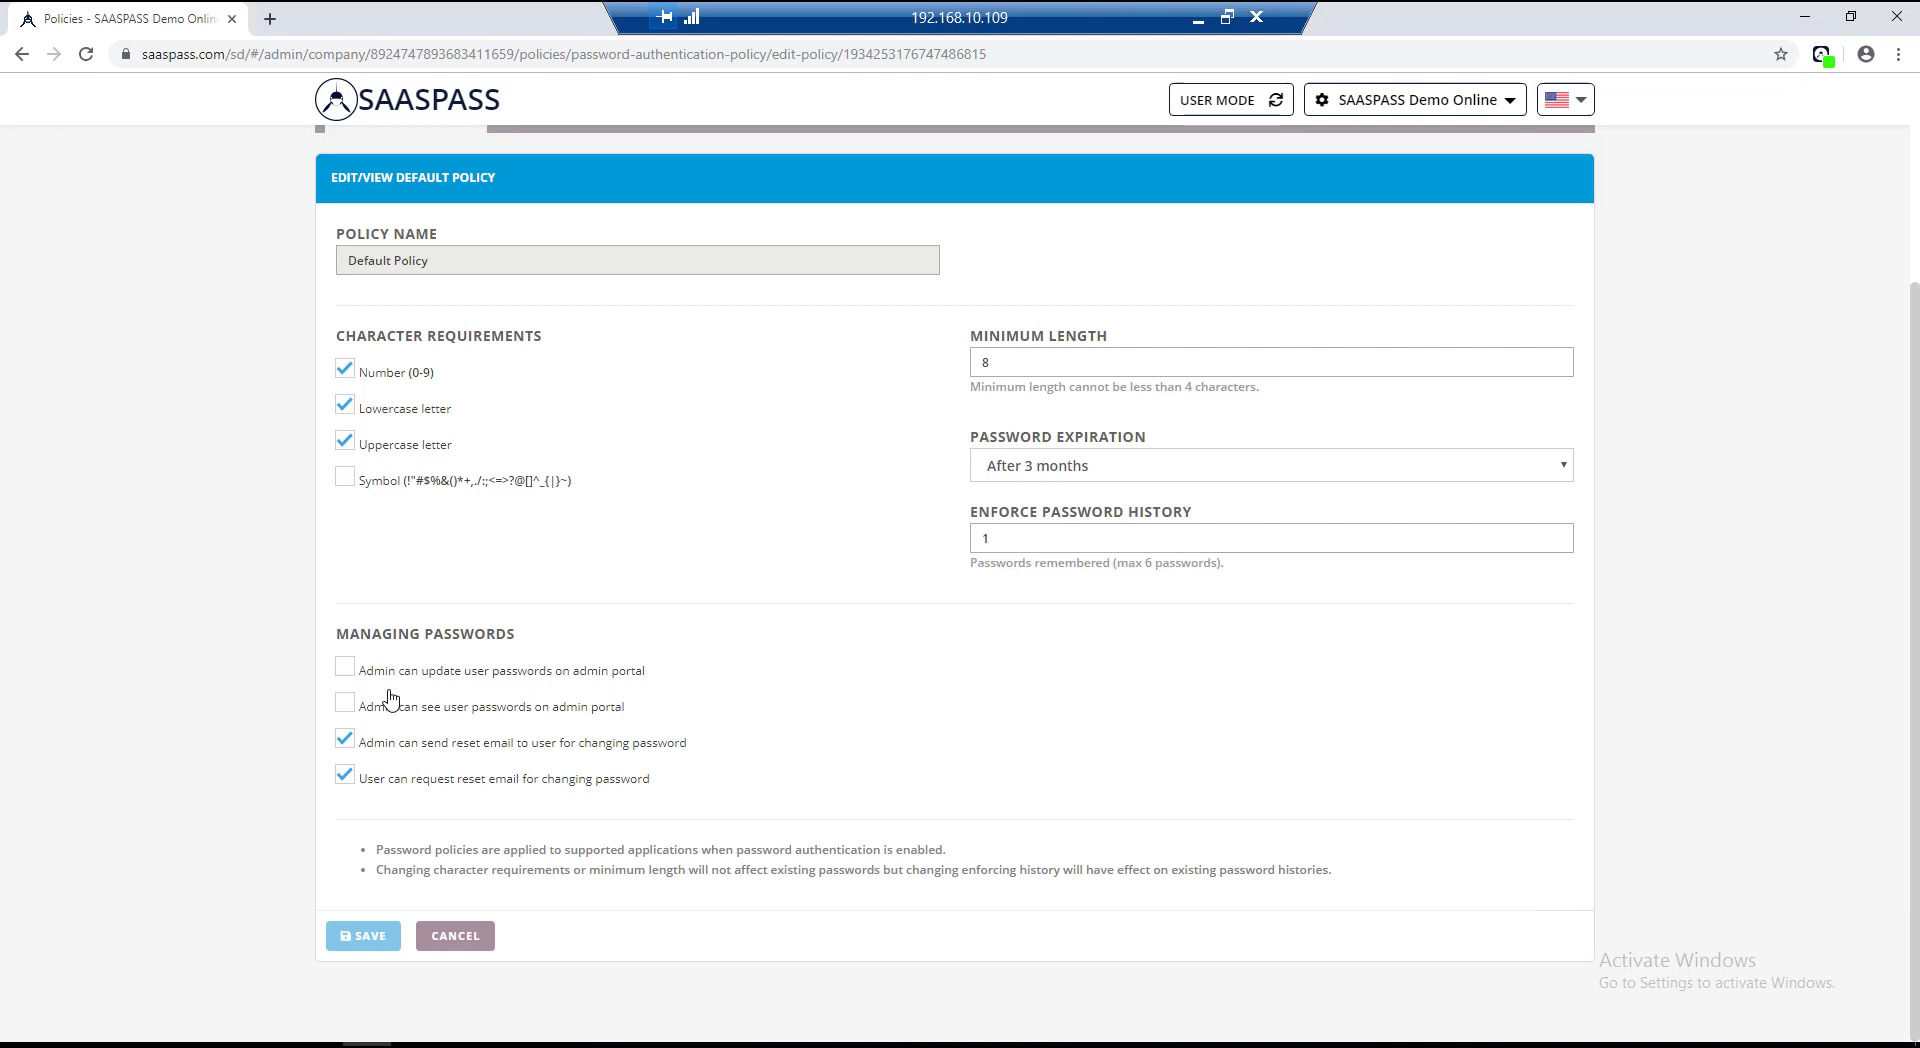 Policies - SAASPASS Demo Onlin
192.168.10.109
saaspass.com/sd/#/admin/company/8924747893683411659/policies/password-authentication-policy/edit-policy/1934253176747486815
SAASPASS
USER MODE
SAASPASS Demo Online
EDIT/VIEW DEFAULT POLICY
POLICY NAME
Default Policy
CHARACTER REQUIREMENTS
Number (0-9)
Lowercase letter
Uppercase letter
Symbol (!"#$%&()*+,./:;<=>?@[]^_{|}~)
MINIMUM LENGTH
8
Minimum length cannot be less than 4 characters.
PASSWORD EXPIRATION
After 3 months
ENFORCE PASSWORD HISTORY
1
Passwords remembered (max 6 passwords).
MANAGING PASSWORDS
Admin can update user passwords on admin portal
Admin can see user passwords on admin portal
Admin can send reset email to user for changing password
User can request reset email for changing password
• Password policies are applied to supported applications when password authentication is enabled.
• Changing character requirements or minimum length will not affect existing passwords but changing enforcing history will have effect on existing password histories.
SAVE
CANCEL
Activate Windows
Go to Settings to activate Windows.